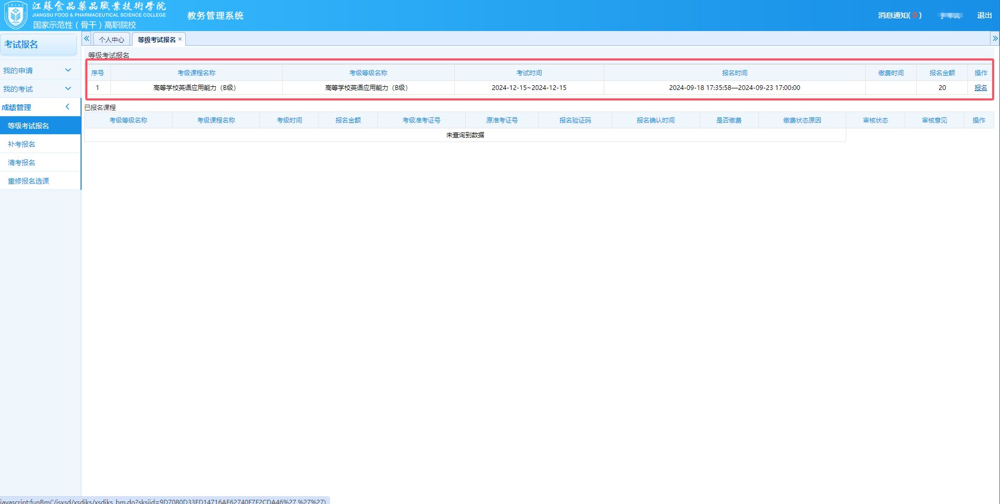 江蘇食品藥品職業技術學院
JIANGSU FOOD & PHARMACEUTICAL SCIENCE COLLEGE
国家示范性（骨干）高职院校
教务管理系统
消息通知( 0 )
退出
考试报名
个人中心
等级考试报名 ×
等级考试报名
我的申请
我的考试
成绩管理
等级考试报名
补考报名
清考报名
重修报名选课
序号 考级课程名称 考级等级名称 考试时间 报名时间 缴费时间 报名金额 操作
1 高等学校英语应用能力（B级） 高等学校英语应用能力（B级） 2024-12-15~2024-12-15 2024-09-18 17:35:58—2024-09-23 17:00:00 20 报名
已报名课程
考级等级名称 考级课程名称 考级时间 报名金额 考级准考证号 原准考证号 报名验证码 报名确认时间 是否缴费 缴费状态原因 审核状态 审核意见 操作
未查询到数据
javascript:funBm('/jsxsd/xsdjks/xsdjks_bm.do?sksjid=9D7080D33FD14716AF62740F7F2CDA46%27,%27%27)